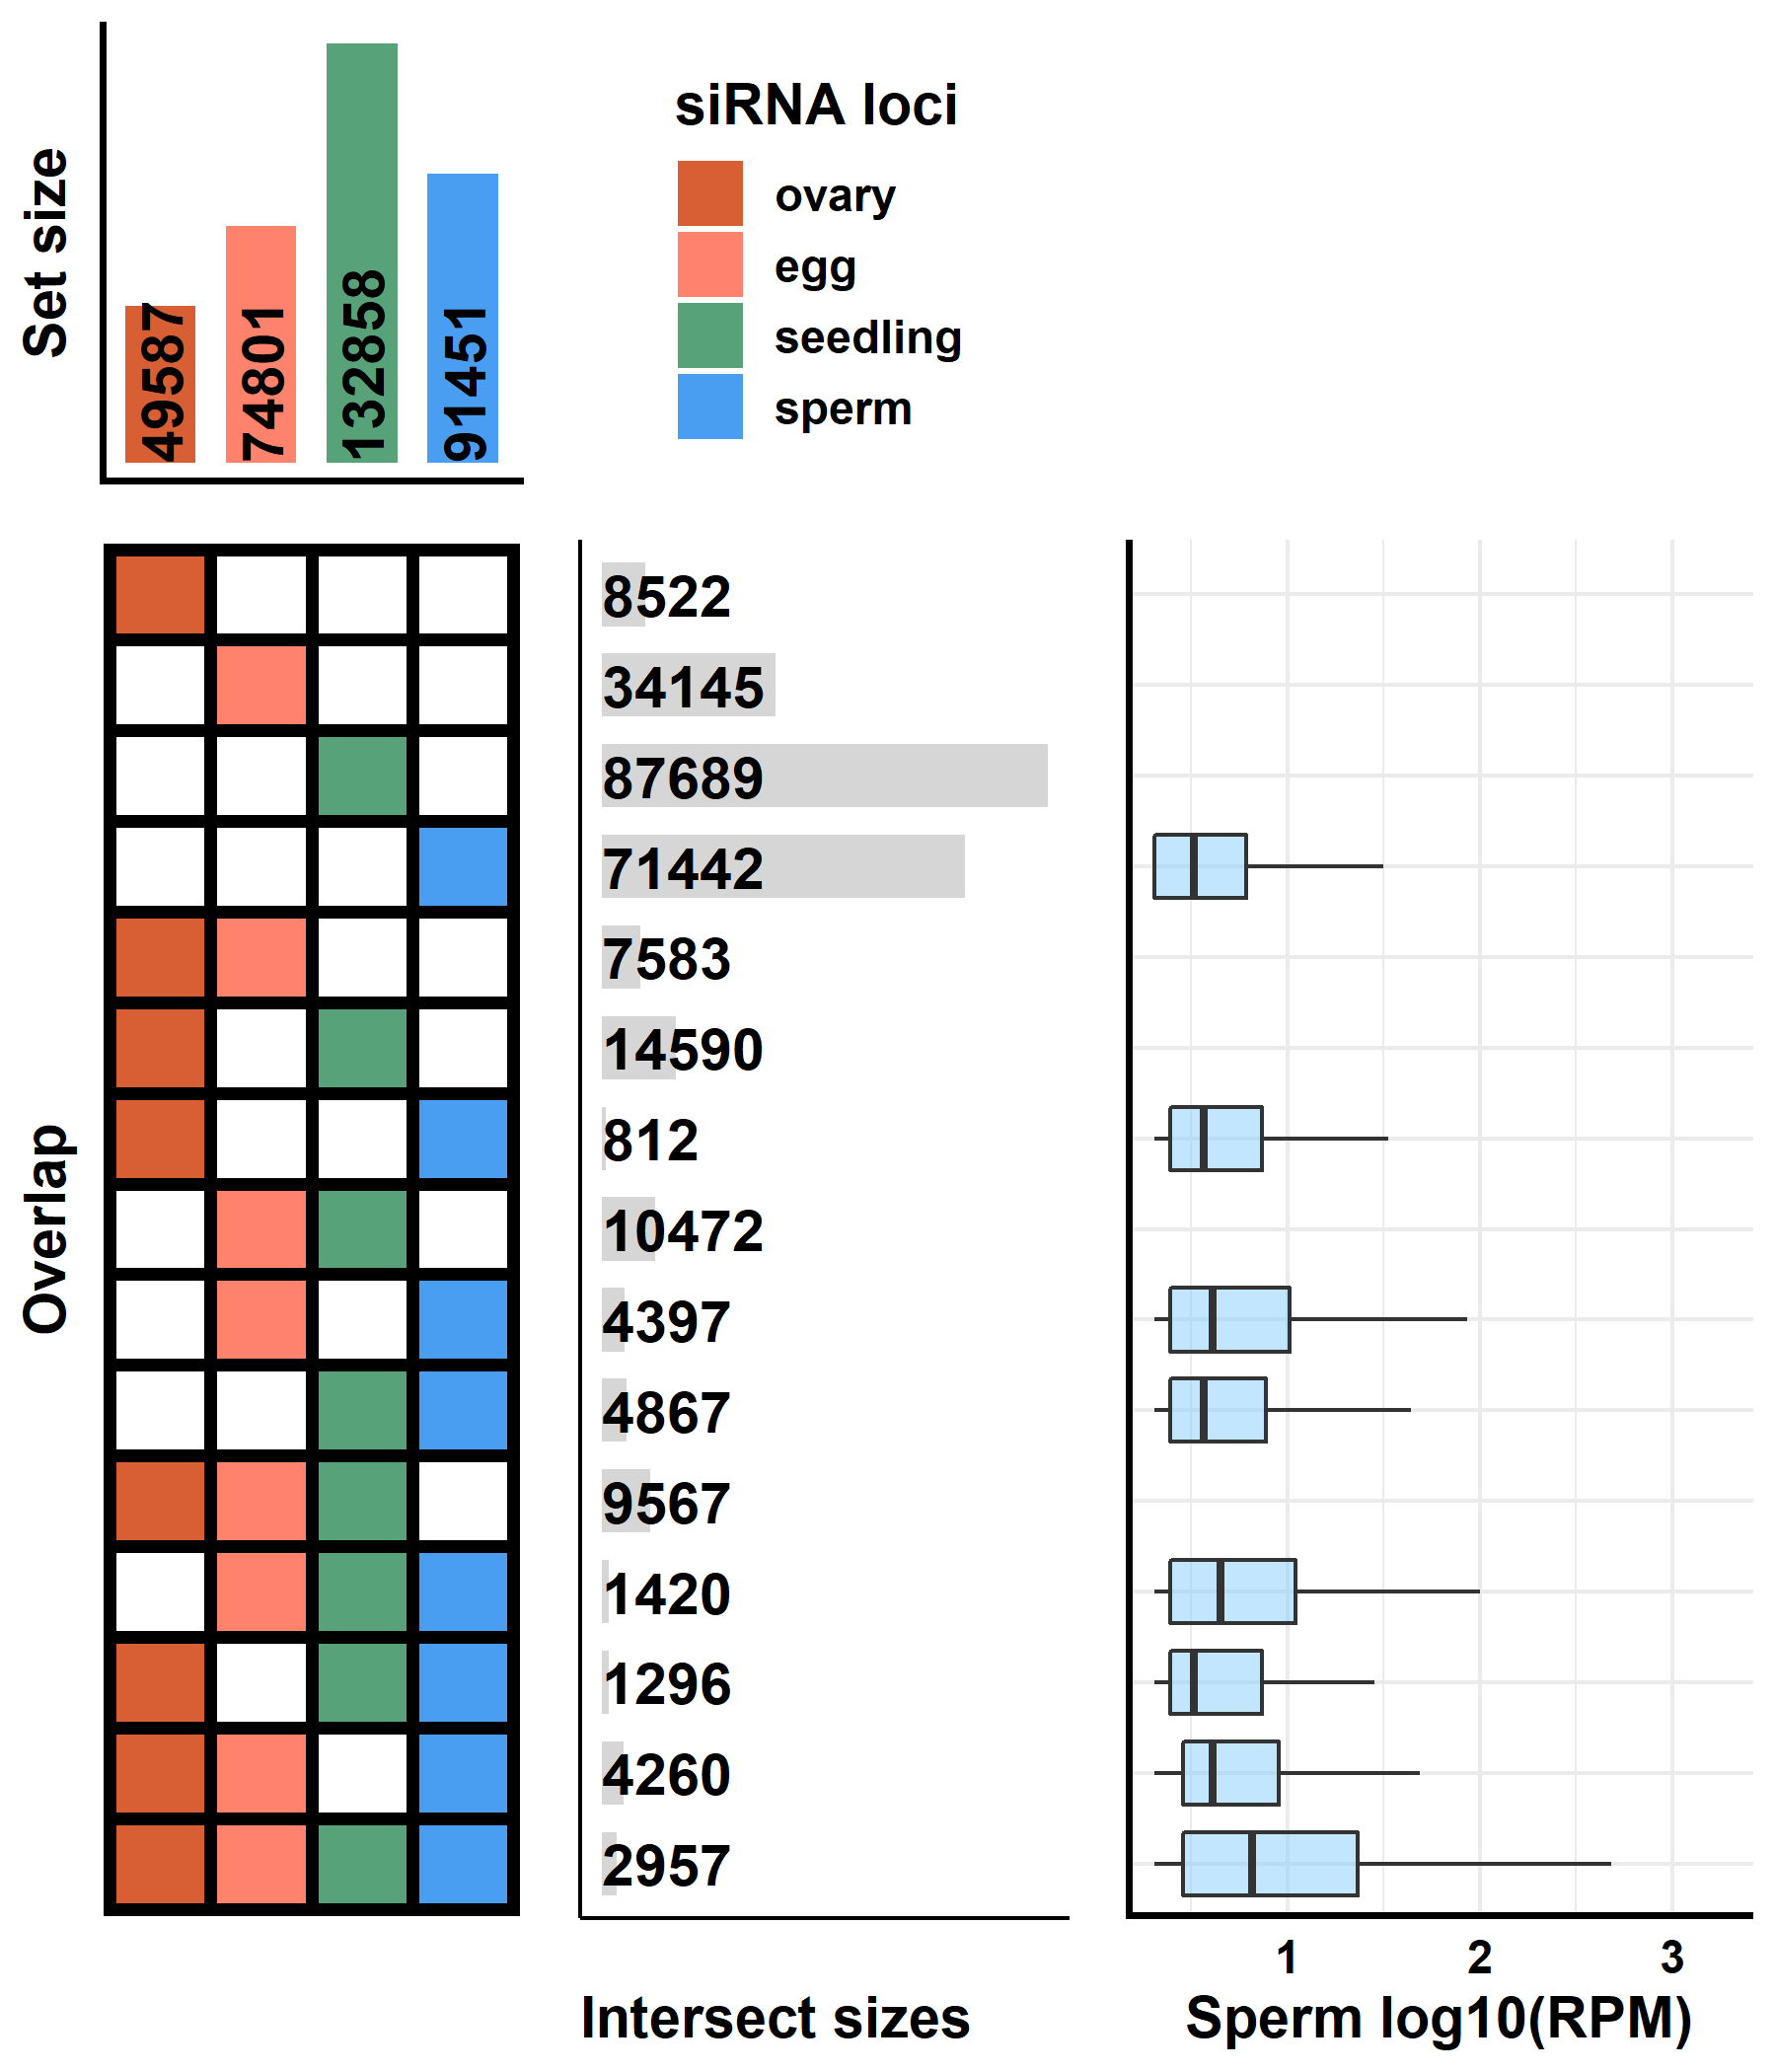 Set size
49587
74801
132858
91451
siRNA loci
ovary
egg
seedling
sperm
Overlap
8522
34145
87689
71442
7583
14590
812
10472
4397
4867
9567
1420
1296
4260
2957
Intersect sizes
1 2 3
Sperm log10(RPM)